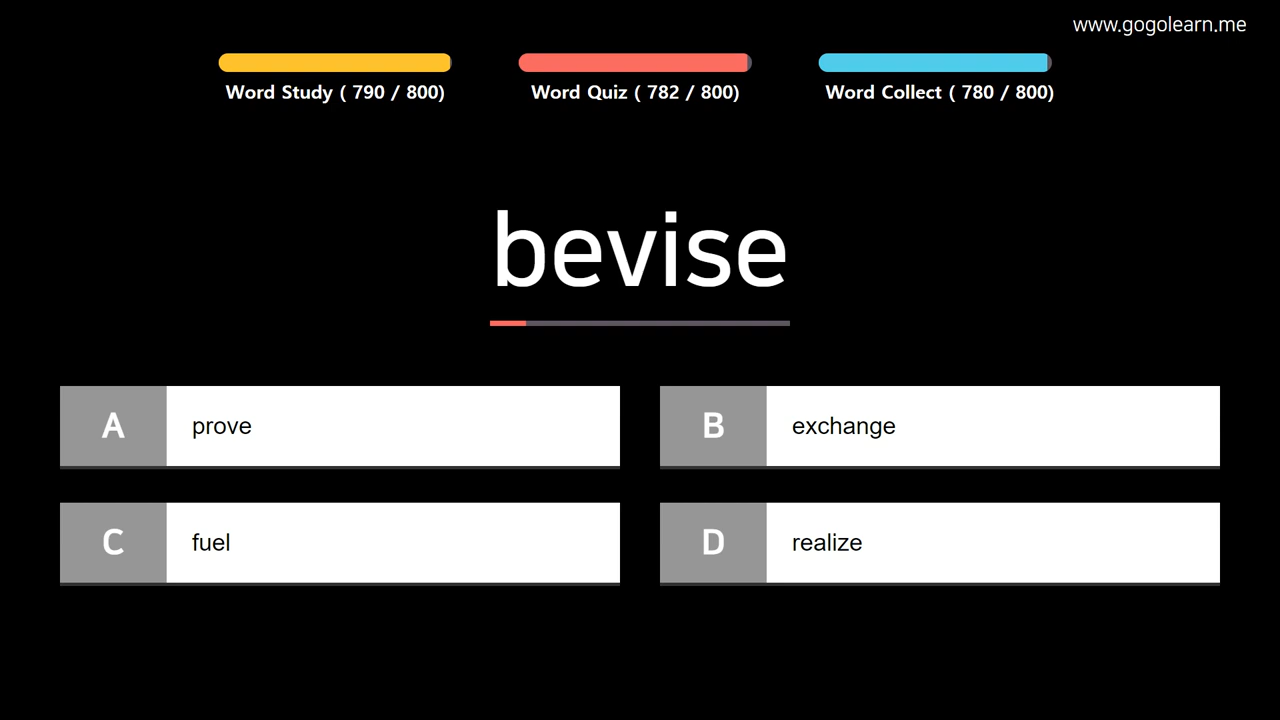 www.gogolearn.me
Word Study ( 790 / 800)
Word Quiz ( 782 / 800)
Word Collect ( 780 / 800)
bevise
A prove
B exchange
C fuel
D realize